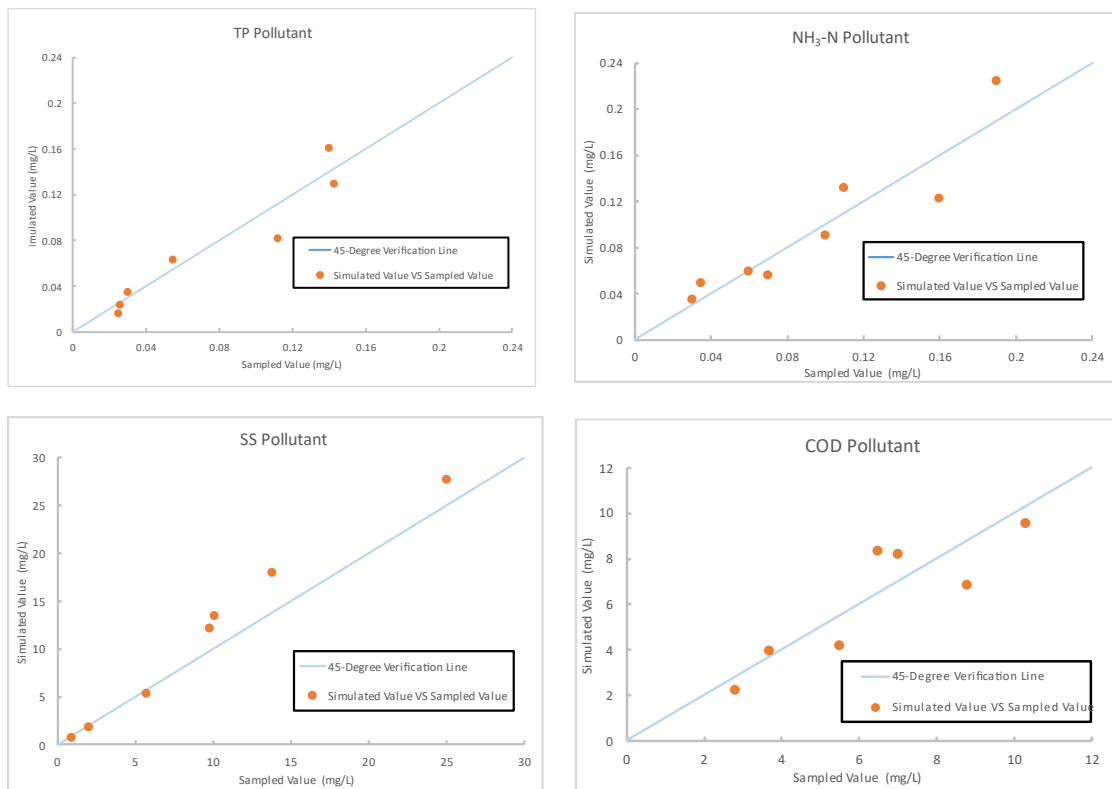 TP Pollutant
0.24
0.2
0.16
0.12
0.08
0.04
0
imulated Value (mg/L)
45-Degree Verification Line
Simulated Value VS Sampled Value
0 0.04 0.08 0.12 0.16 0.2 0.24
Sampled Value (mg/L)
NH₃-N Pollutant
0.24
0.2
0.16
0.12
0.08
0.04
0
Simulated Value (mg/L)
45-Degree Verification Line
Simulated Value VS Sampled Value
0 0.04 0.08 0.12 0.16 0.2 0.24
Sampled Value (mg/L)
SS Pollutant
30
25
20
15
10
5
0
Simulated Value (mg/L)
45-Degree Verification Line
Simulated Value VS Sampled Value
0 5 10 15 20 25 30
Sampled Value (mg/L)
COD Pollutant
12
10
8
6
4
2
0
Simulated Value (mg/L)
45-Degree Verification Line
Simulated Value VS Sampled Value
0 2 4 6 8 10 12
Sampled Value (mg/L)